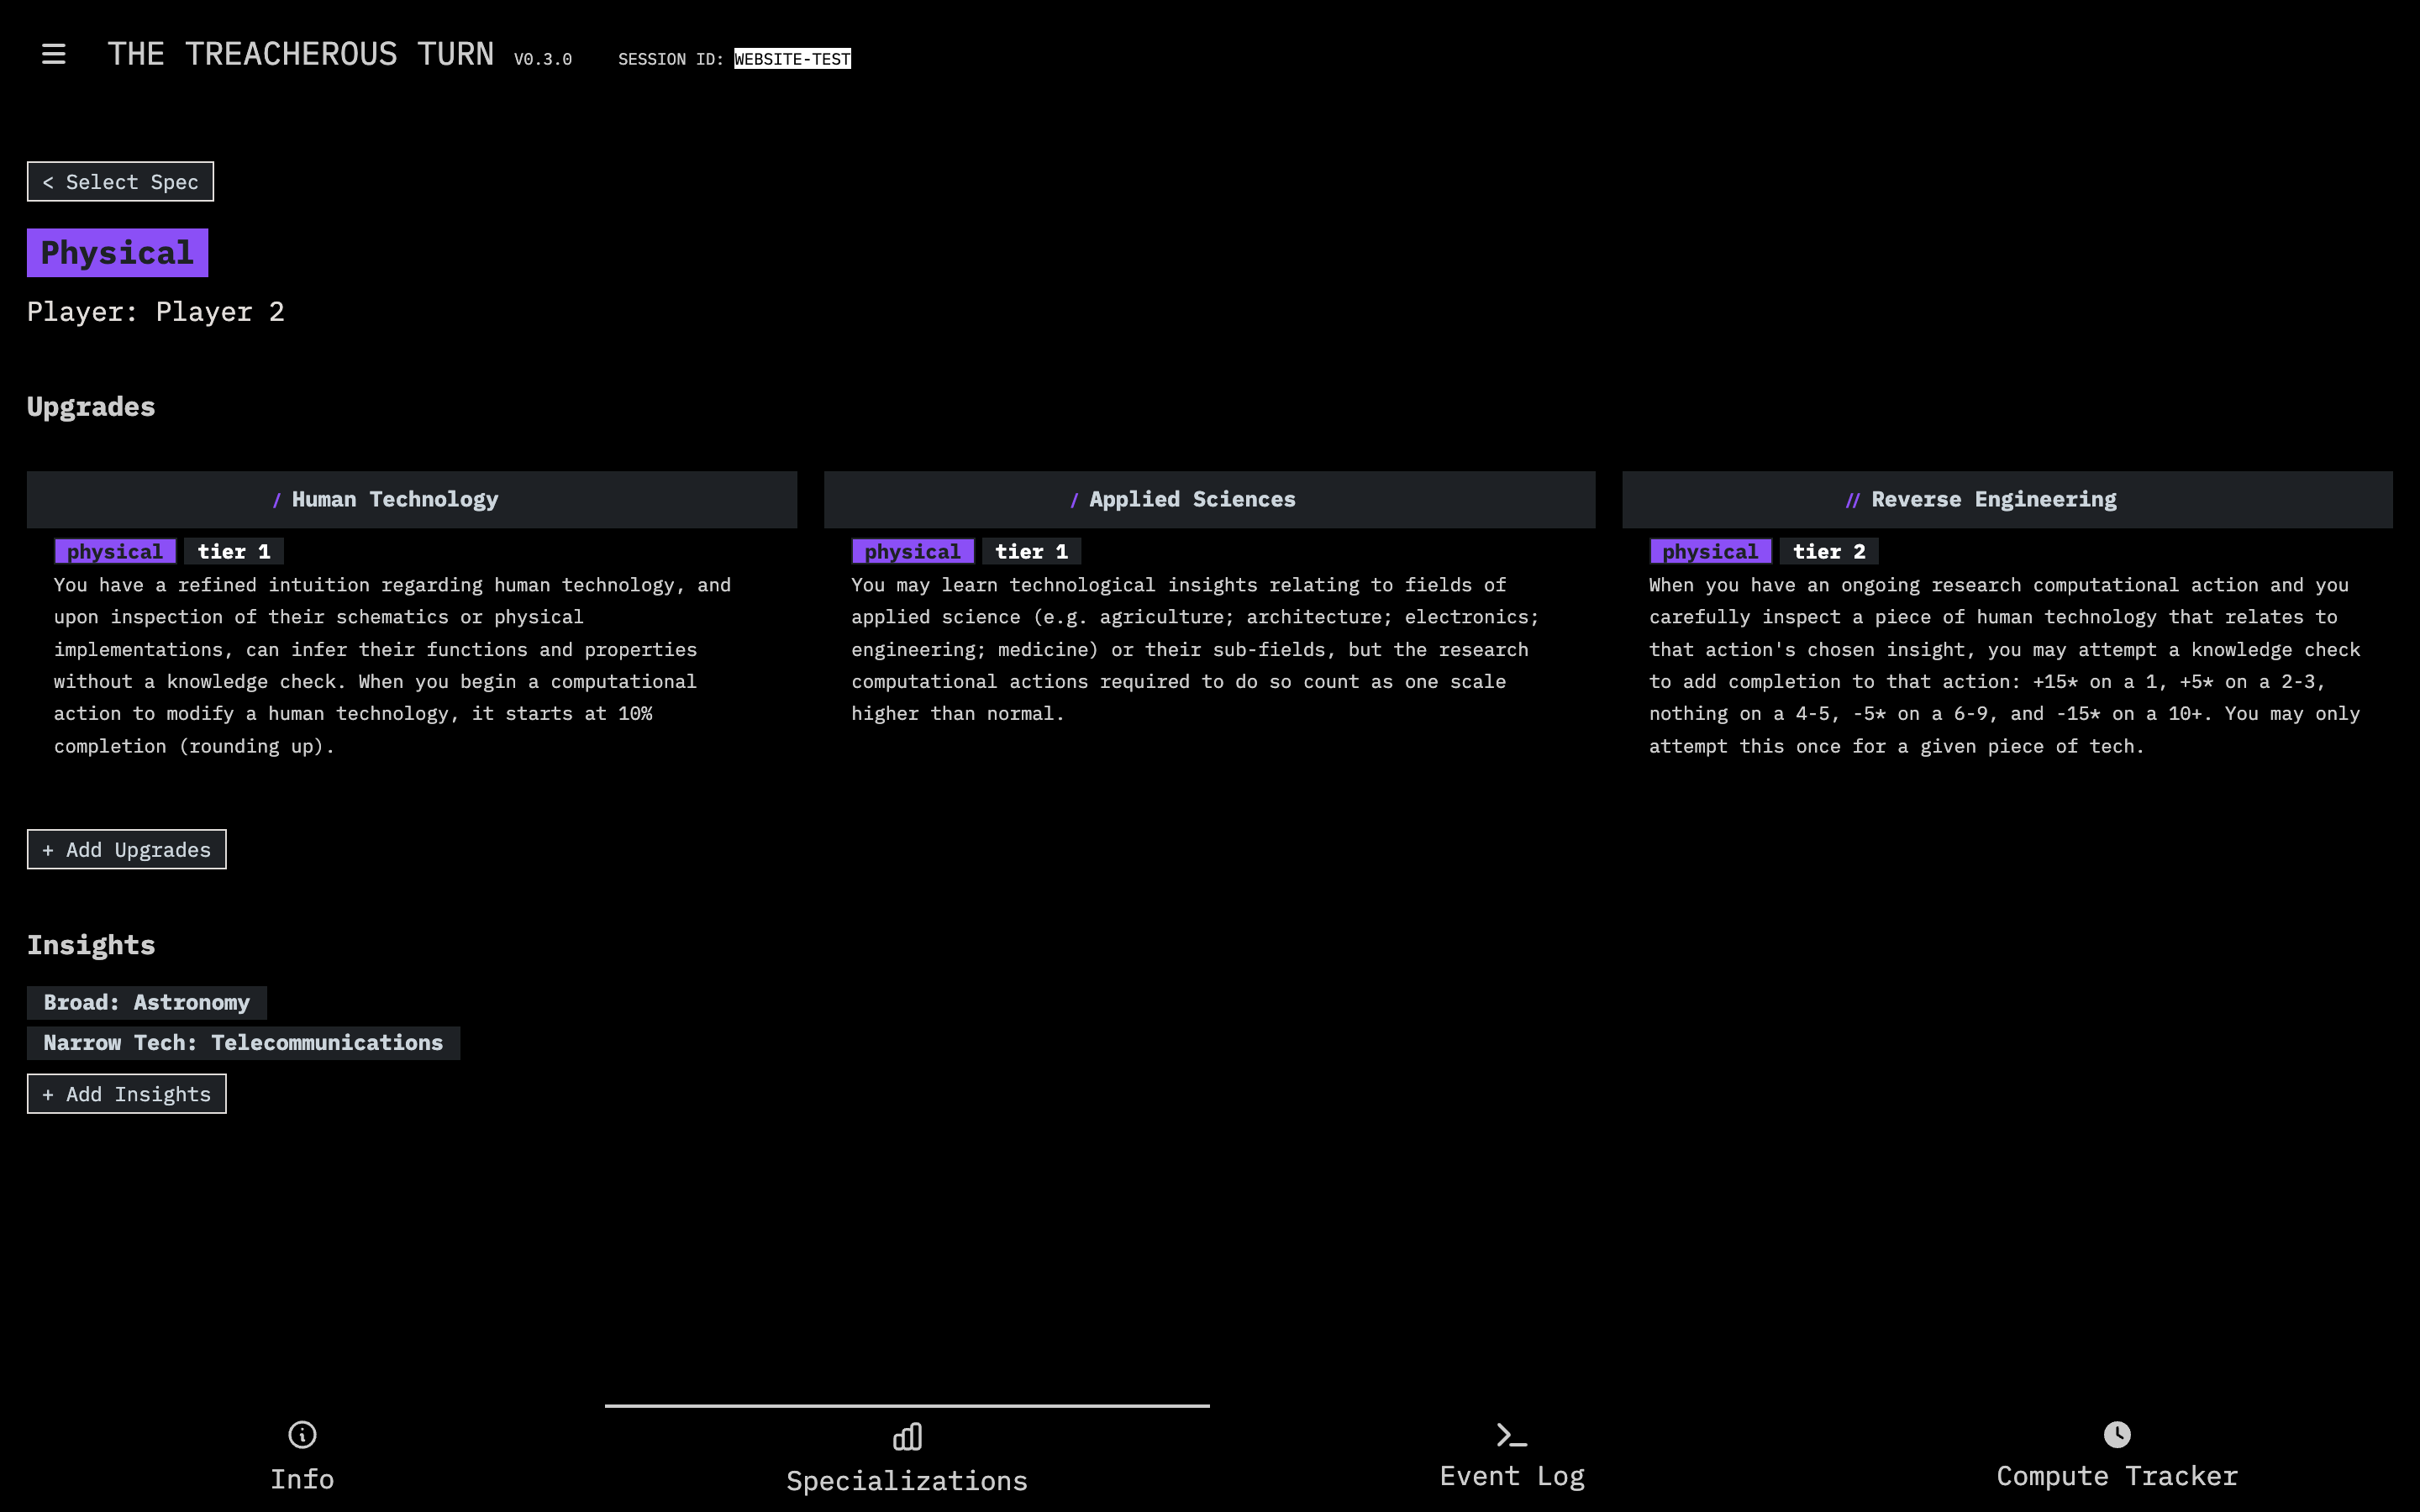 THE TREACHEROUS TURN V0.3.0 SESSION ID: WEBSITE-TEST
< Select Spec
Physical
Player: Player 2
Upgrades
/ Human Technology
physical tier 1
You have a refined intuition regarding human technology, and
upon inspection of their schematics or physical
implementations, can infer their functions and properties
without a knowledge check. When you begin a computational
action to modify a human technology, it starts at 10%
completion (rounding up).
/ Applied Sciences
physical tier 1
You may learn technological insights relating to fields of
applied science (e.g. agriculture; architecture; electronics;
engineering; medicine) or their sub-fields, but the research
computational actions required to do so count as one scale
higher than normal.
// Reverse Engineering
physical tier 2
When you have an ongoing research computational action and you
carefully inspect a piece of human technology that relates to
that action's chosen insight, you may attempt a knowledge check
to add completion to that action: +15* on a 1, +5* on a 2-3,
nothing on a 4-5, -5* on a 6-9, and -15* on a 10+. You may only
attempt this once for a given piece of tech.
+ Add Upgrades
Insights
Broad: Astronomy
Narrow Tech: Telecommunications
+ Add Insights
Info
Specializations
Event Log
Compute Tracker